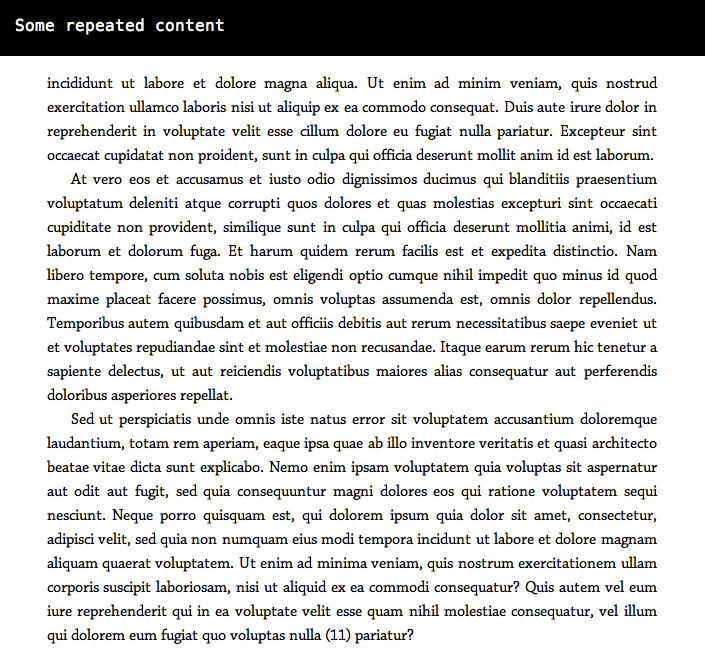 Some repeated content
incididunt ut labore et dolore magna aliqua. Ut enim ad minim veniam, quis nostrud
exercitation ullamco laboris nisi ut aliquip ex ea commodo consequat. Duis aute irure dolor in
reprehenderit in voluptate velit esse cillum dolore eu fugiat nulla pariatur. Excepteur sint
occaecat cupidatat non proident, sunt in culpa qui officia deserunt mollit anim id est laborum.
At vero eos et accusamus et iusto odio dignissimos ducimus qui blanditiis praesentium
voluptatum deleniti atque corrupti quos dolores et quas molestias excepturi sint occaecati
cupiditate non provident, similique sunt in culpa qui officia deserunt mollitia animi, id est
laborum et dolorum fuga. Et harum quidem rerum facilis est et expedita distinctio. Nam
libero tempore, cum soluta nobis est eligendi optio cumque nihil impedit quo minus id quod
maxime placeat facere possimus, omnis voluptas assumenda est, omnis dolor repellendus.
Temporibus autem quibusdam et aut officiis debitis aut rerum necessitatibus saepe eveniet ut
et voluptates repudiandae sint et molestiae non recusandae. Itaque earum rerum hic tenetur a
sapiente delectus, ut aut reiciendis voluptatibus maiores alias consequatur aut perferendis
doloribus asperiores repellat.
Sed ut perspiciatis unde omnis iste natus error sit voluptatem accusantium doloremque
laudantium, totam rem aperiam, eaque ipsa quae ab illo inventore veritatis et quasi architecto
beatae vitae dicta sunt explicabo. Nemo enim ipsam voluptatem quia voluptas sit aspernatur
aut odit aut fugit, sed quia consequuntur magni dolores eos qui ratione voluptatem sequi
nesciunt. Neque porro quisquam est, qui dolorem ipsum quia dolor sit amet, consectetur,
adipisci velit, sed quia non numquam eius modi tempora incidunt ut labore et dolore magnam
aliquam quaerat voluptatem. Ut enim ad minima veniam, quis nostrum exercitationem ullam
corporis suscipit laboriosam, nisi ut aliquid ex ea commodi consequatur? Quis autem vel eum
iure reprehenderit qui in ea voluptate velit esse quam nihil molestiae consequatur, vel illum
qui dolorem eum fugiat quo voluptas nulla (11) pariatur?